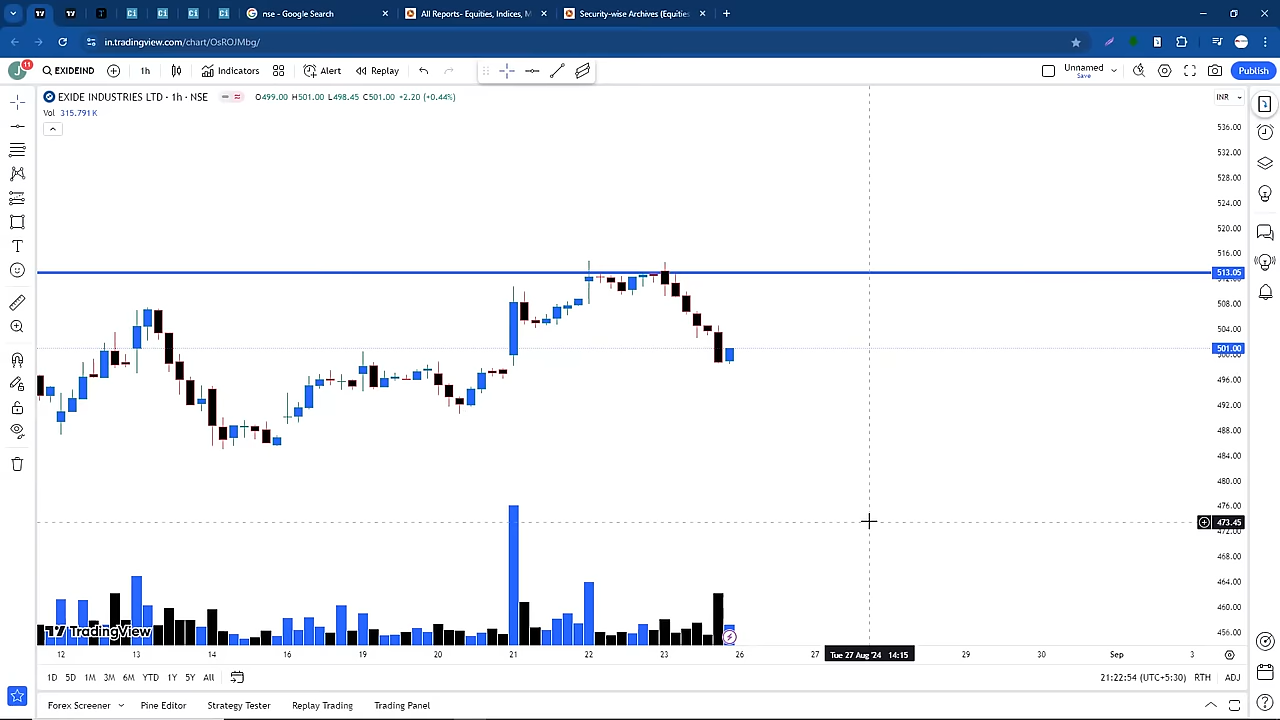 nse - Google Search
All Reports- Equities, Indices, M
Security-wise Archives (Equities
in.tradingview.com/chart/OsROJMbg/
J 11
EXIDEIND
1h
Indicators
Alert
Replay
Unnamed
Save
Publish
EXIDE INDUSTRIES LTD · 1h · NSE
O499.00 H501.00 L498.45 C501.00 +2.20 (+0.44%)
Vol 315.791K
INR
536.00
532.00
528.00
524.00
520.00
516.00
513.05
508.00
504.00
501.00
500.00
496.00
492.00
488.00
484.00
480.00
476.00
473.45
472.00
468.00
464.00
460.00
456.00
TradingView
12 13 14 16 19 20 21 22 23 26 27 Tue 27 Aug '24 14:15 29 30 Sep 3
1D 5D 1M 3M 6M YTD 1Y 5Y All
21:22:54 (UTC+5:30) RTH ADJ
Forex Screener Pine Editor Strategy Tester Replay Trading Trading Panel